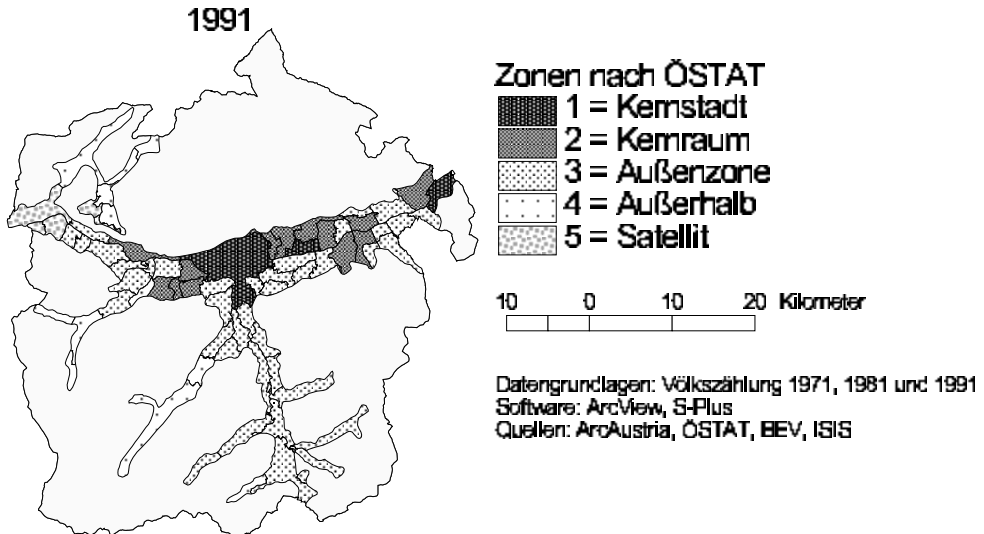 1991
Zonen nach ÖSTAT
1 = Kernstadt
2 = Kernraum
3 = Außenzone
4 = Außerhalb
5 = Satellit
10 0 10 20 Kilometer
Datengrundlagen: Volkszählung 1971, 1981 und 1991
Software: ArcView, S-Plus
Quellen: ArcAustria, ÖSTAT, BEV, ISIS